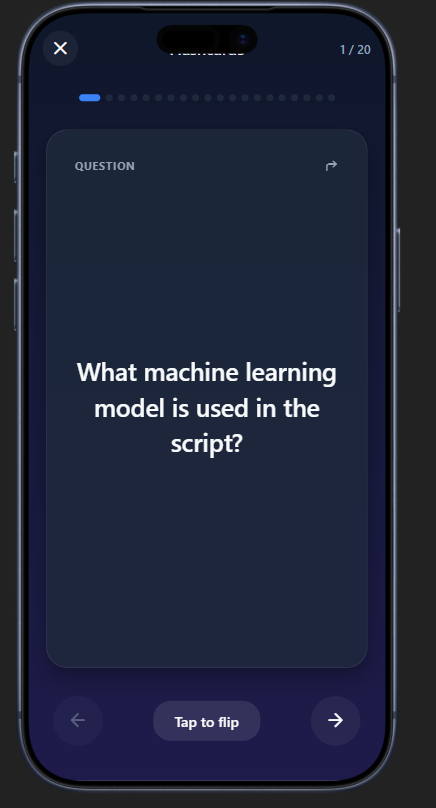 1 / 20
QUESTION
What machine learning
model is used in the
script?
Tap to flip